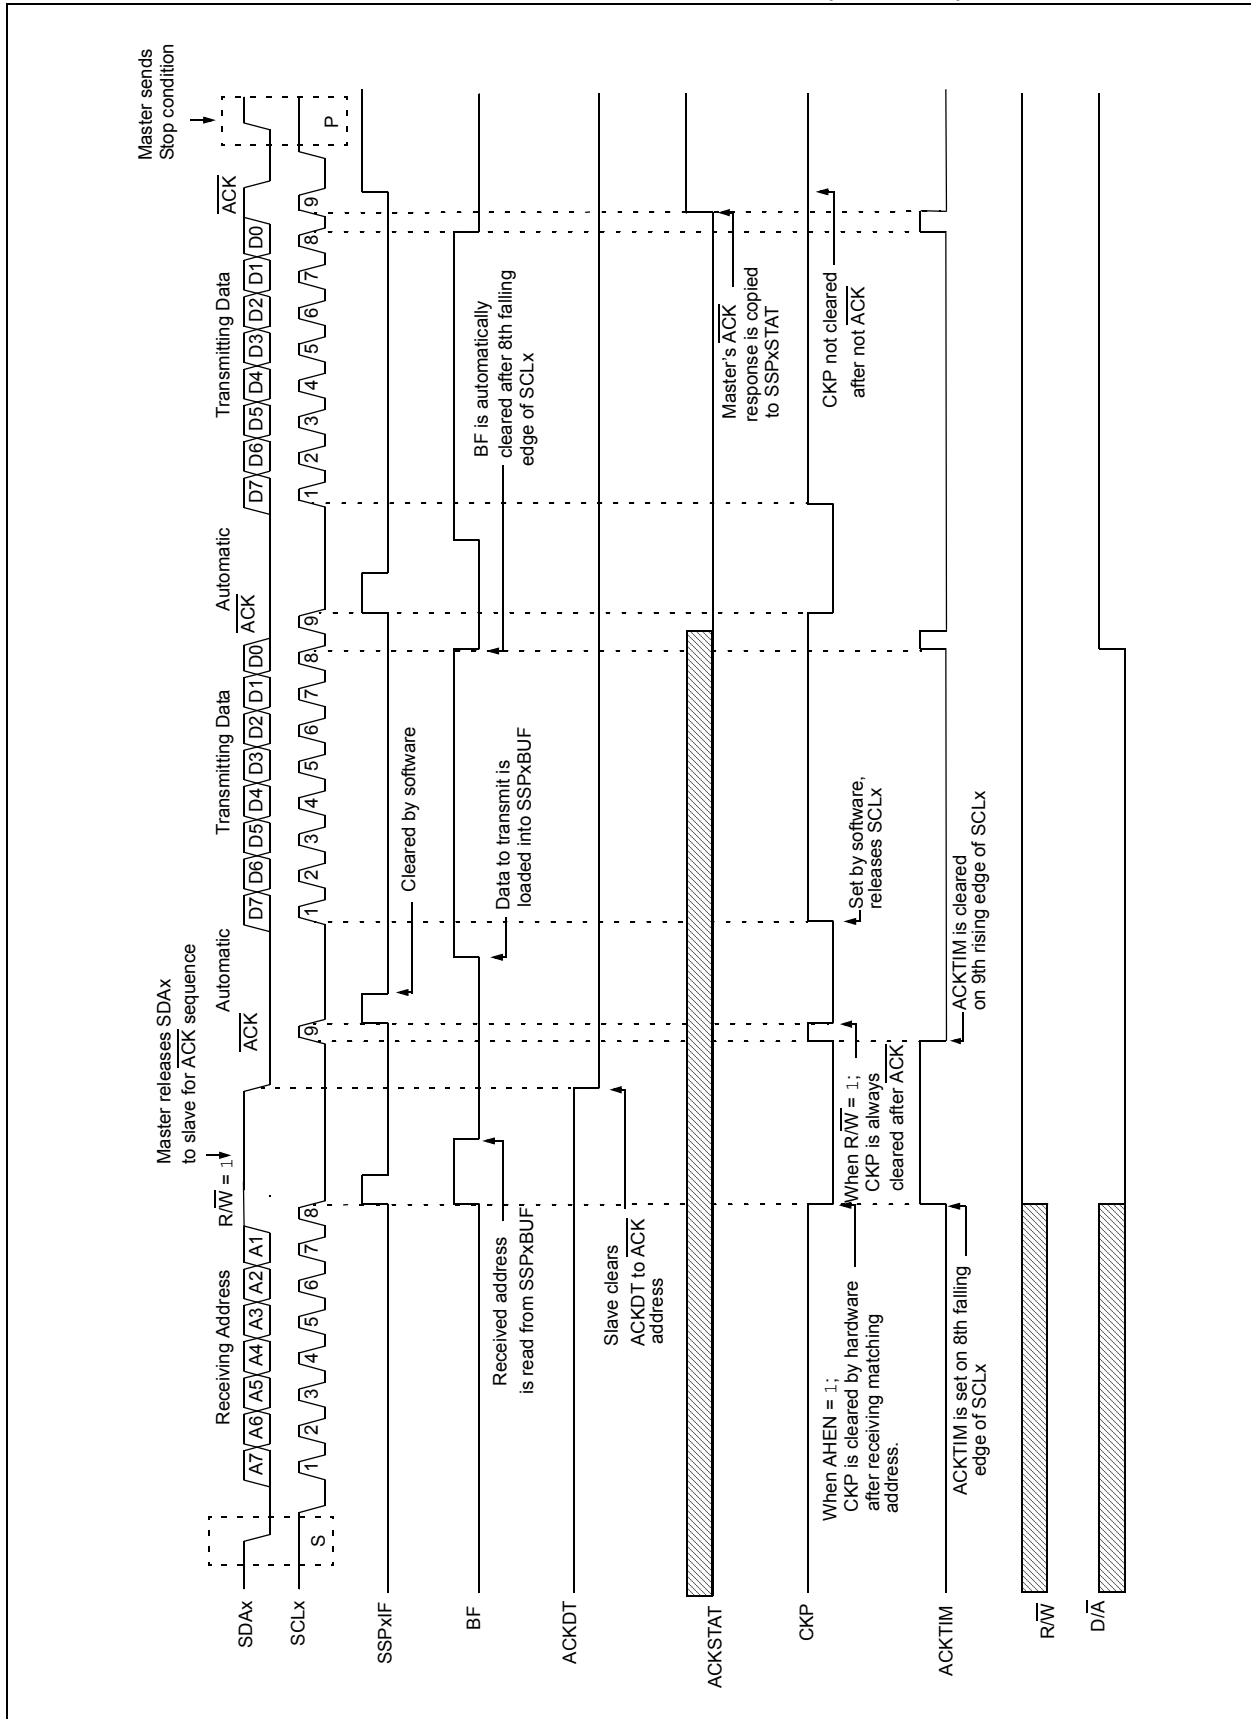 Master sends
Stop condition
Master releases SDAx
to slave for ACK sequence
Receiving Address
R/W = 1
Automatic
ACK
Transmitting Data
Automatic
ACK
Transmitting Data
ACK
SDAx
A7 A6 A5 A4 A3 A2 A1
D7 D6 D5 D4 D3 D2 D1 D0
D7 D6 D5 D4 D3 D2 D1 D0
SCLx
S
1 2 3 4 5 6 7 8 9
1 2 3 4 5 6 7 8 9
1 2 3 4 5 6 7 8 9
P
SSPxIF
Cleared by software
BF
Received address
is read from SSPxBUF
Data to transmit is
loaded into SSPxBUF
BF is automatically
cleared after 8th falling
edge of SCLx
ACKDT
Slave clears
ACKDT to ACK
address
ACKSTAT
Master's ACK
response is copied
to SSPxSTAT
CKP
When AHEN = 1;
CKP is cleared by hardware
after receiving matching
address.
When R/W = 1;
CKP is always
cleared after ACK
Set by software,
releases SCLx
CKP not cleared
after not ACK
ACKTIM
ACKTIM is set on 8th falling
edge of SCLx
ACKTIM is cleared
on 9th rising edge of SCLx
R/W
D/A